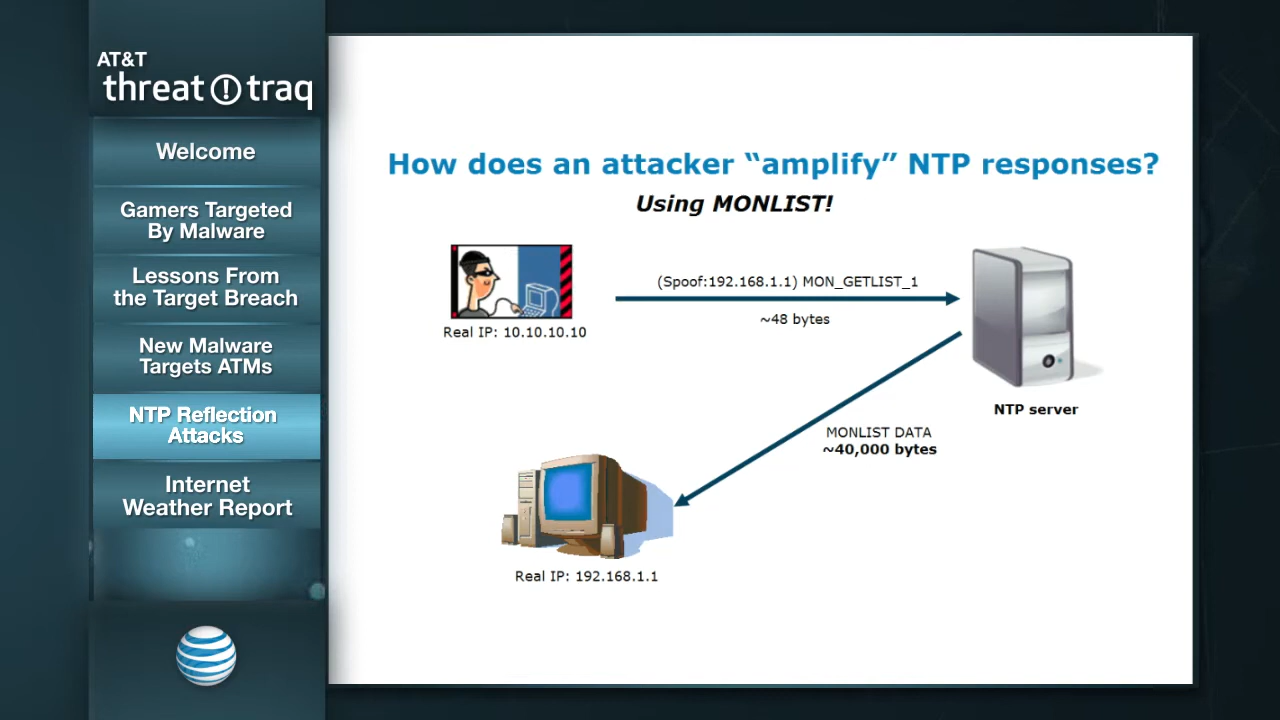 AT&T
threat traq
Welcome
Gamers Targeted
By Malware
Lessons From
the Target Breach
New Malware
Targets ATMs
NTP Reflection
Attacks
Internet
Weather Report
How does an attacker “amplify” NTP responses?
Using MONLIST!
(Spoof:192.168.1.1) MON_GETLIST_1
~48 bytes
Real IP: 10.10.10.10
NTP server
MONLIST DATA
~40,000 bytes
Real IP: 192.168.1.1